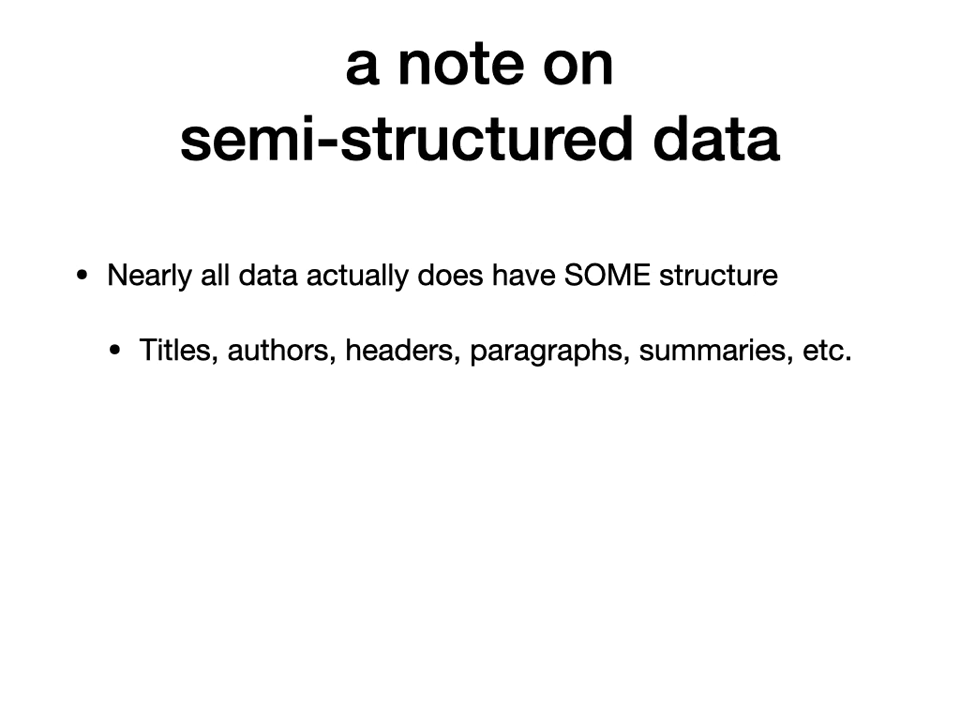 a note on
semi-structured data
• Nearly all data actually does have SOME structure
• Titles, authors, headers, paragraphs, summaries, etc.